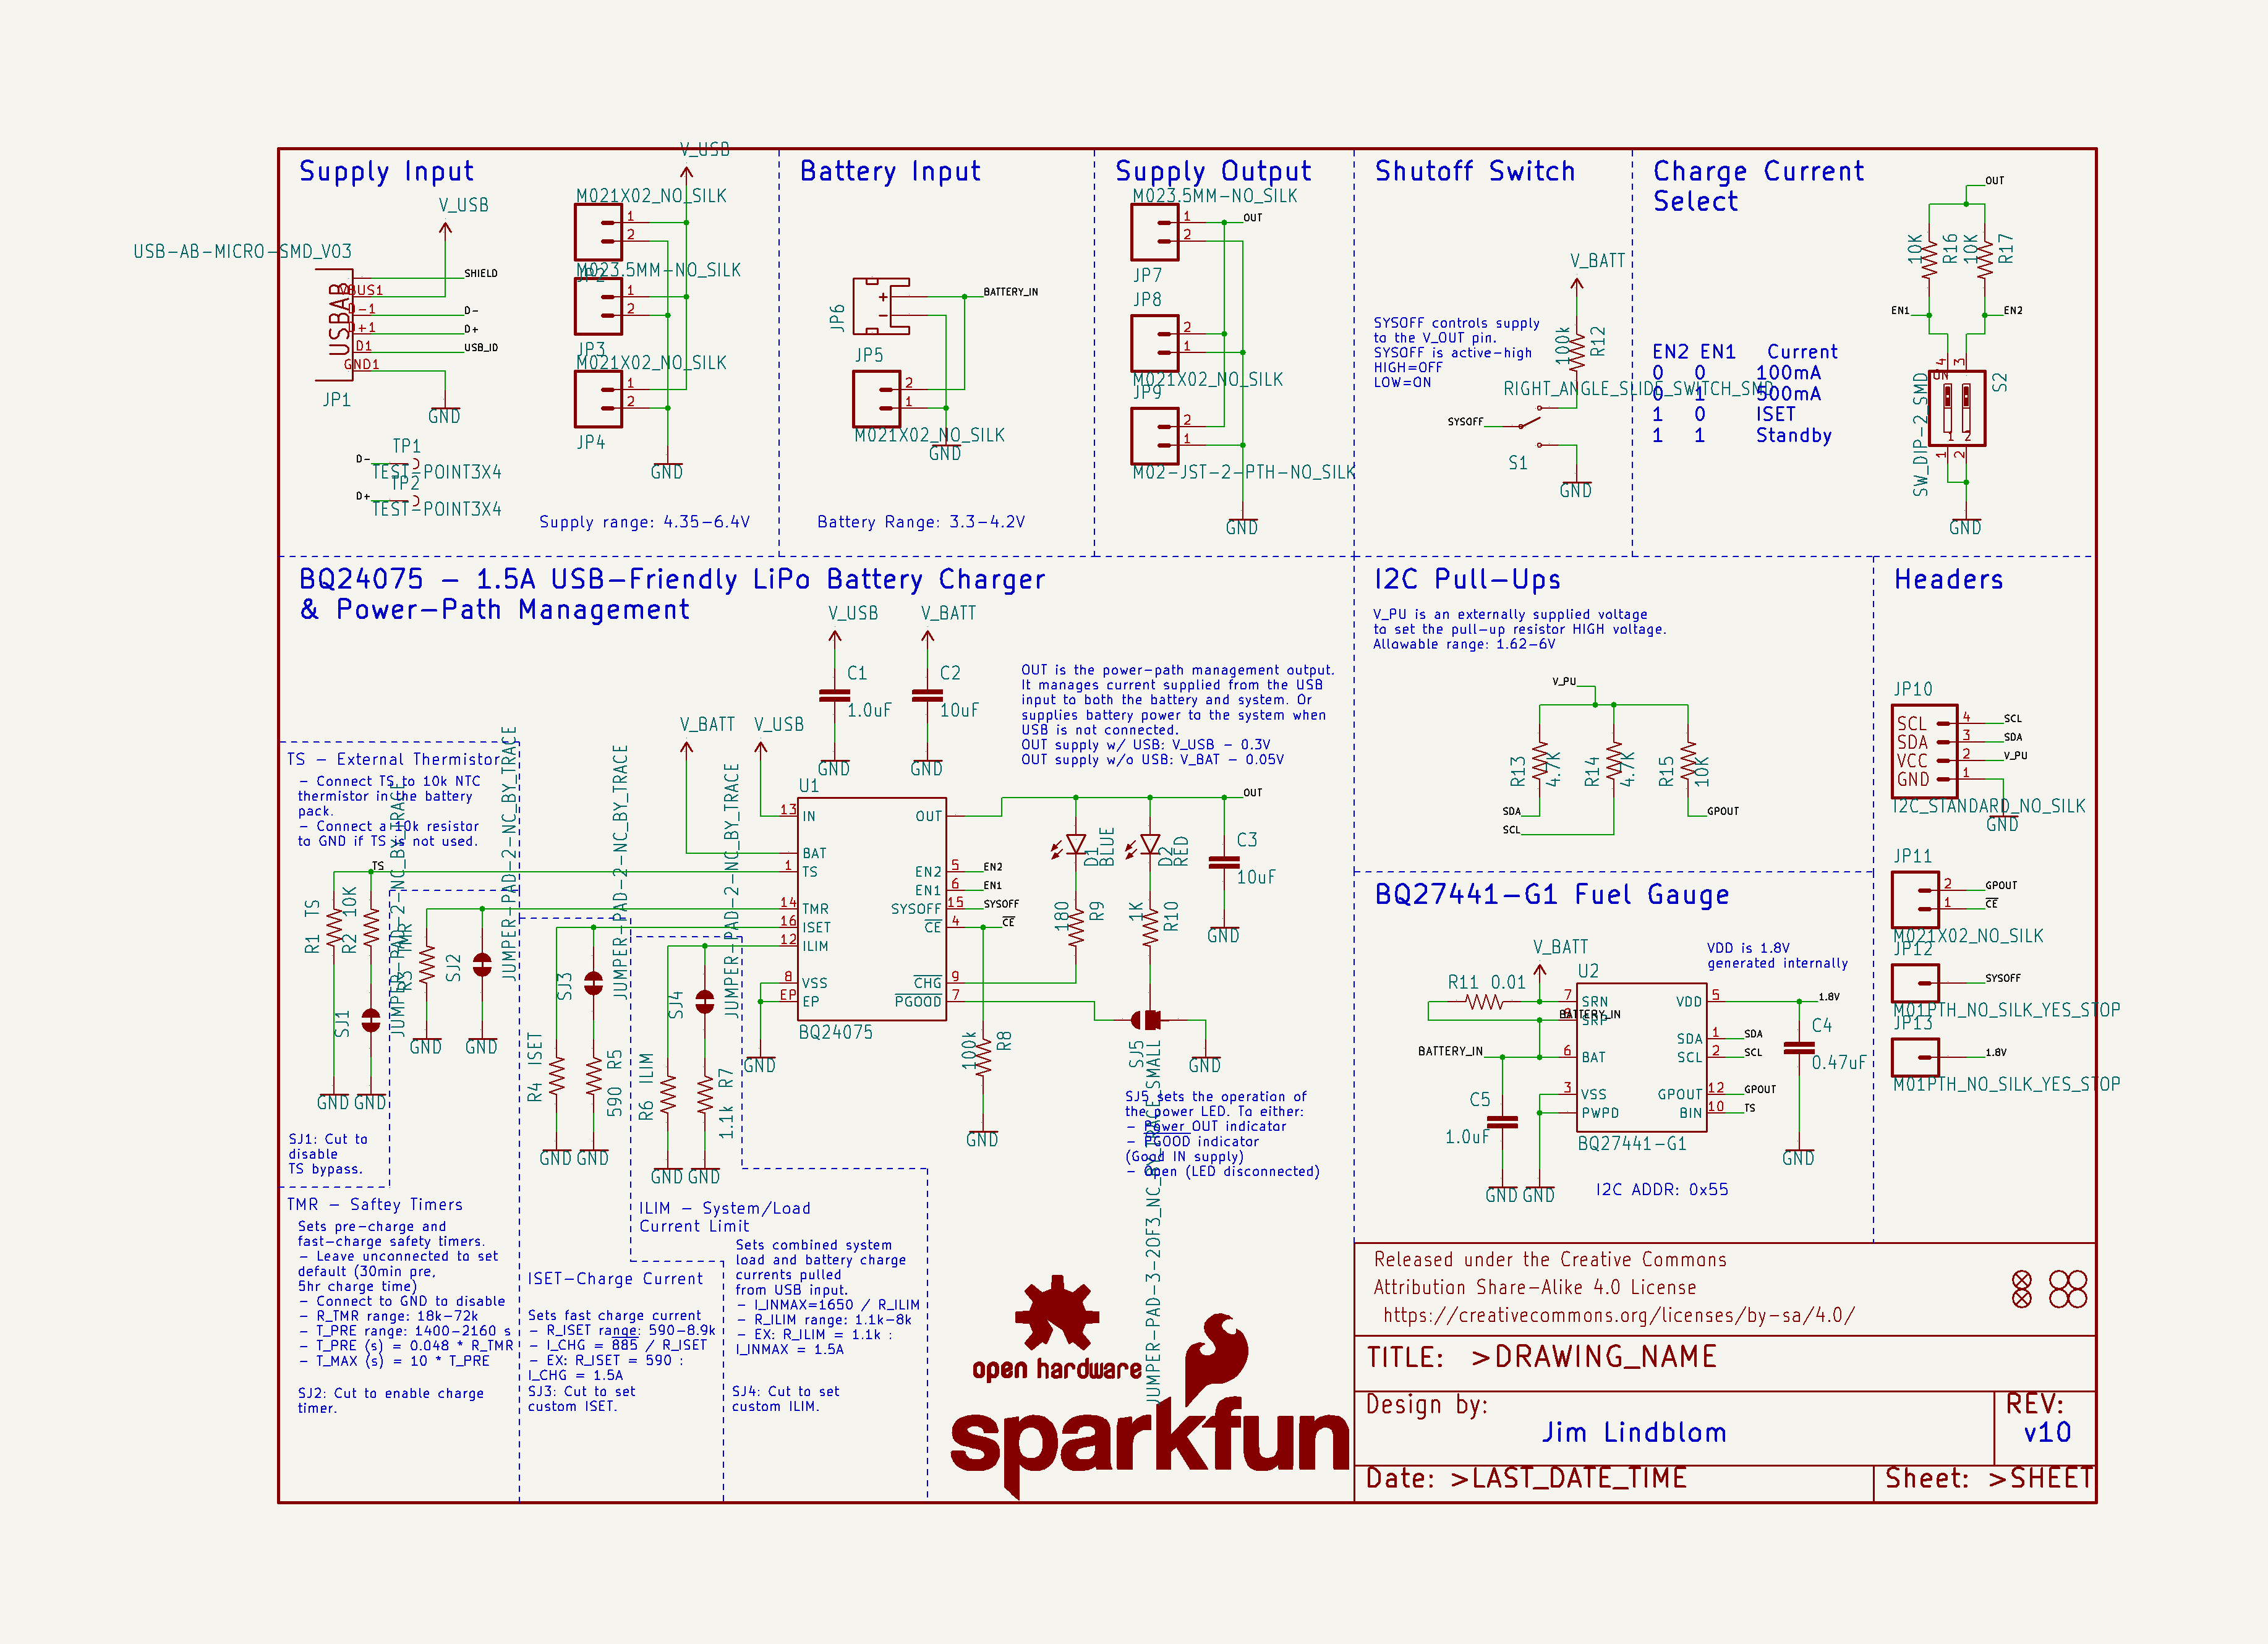 Supply Input
V_USB
M021X02_NO_SILK
1
2
JP2
V_USB
USB-AB-MICRO-SMD_V03
USBAB
SHIELD
VBUS1
D-1
D-
D+1
D+
D1
USB_ID
GND1
JP1
GND
M023.5MM-NO_SILK
1
2
JP3
M021X02_NO_SILK
1
2
JP4
GND
TP1
D-
TEST-POINT3X4
TP2
D+
TEST-POINT3X4
Supply range: 4.35-6.4V
Battery Input
JP6
+
-
BATTERY_IN
JP5
2
1
M021X02_NO_SILK
GND
Battery Range: 3.3-4.2V
Supply Output
M023.5MM-NO_SILK
1
2
OUT
JP7
JP8
2
1
M021X02_NO_SILK
JP9
2
1
M02-JST-2-PTH-NO_SILK
GND
Shutoff Switch
V_BATT
SYSOFF controls supply
to the V_OUT pin.
SYSOFF is active-high
HIGH=OFF
LOW=ON
100k
R12
RIGHT_ANGLE_SLIDE_SWITCH_SMD
SYSOFF
S1
GND
Charge Current
Select
EN2 EN1 Current
0 0 100mA
0 1 500mA
1 0 ISET
1 1 Standby
OUT
10K
R16
10K
R17
EN1
EN2
4
3
ON
1 2
SW_DIP-2_SMD
S2
1
2
GND
BQ24075 - 1.5A USB-Friendly LiPo Battery Charger
& Power-Path Management
V_USB
C1
1.0uF
GND
V_BATT
C2
10uF
GND
OUT is the power-path management output.
It manages current supplied from the USB
input to both the battery and system. Or
supplies battery power to the system when
USB is not connected.
OUT supply w/ USB: V_USB - 0.3V
OUT supply w/o USB: V_BAT - 0.05V
V_BATT
V_USB
TS - External Thermistor
- Connect TS to 10k NTC
thermistor in the battery
pack.
- Connect a 10k resistor
to GND if TS is not used.
TS
R1
TS
R2
10K
SJ1
JUMPER-PAD-2-NC_BY_TRACE
GND
GND
SJ1: Cut to
disable
TS bypass.
R3
TMR
SJ2
JUMPER-PAD-2-NC_BY_TRACE
GND
GND
R4
ISET
SJ3
JUMPER-PAD-2-NC_BY_TRACE
590
R5
GND
GND
R6
ILIM
SJ4
JUMPER-PAD-2-NC_BY_TRACE
1.1k
R7
GND
GND
U1
13 IN
BAT
1 TS
14 TMR
16 ISET
12 ILIM
8 VSS
EP EP
OUT
EN2 5 EN2
EN1 6 EN1
SYSOFF 15 SYSOFF
CE 4 CE
CHG 9
PGOOD 7
BQ24075
GND
100k
R8
GND
OUT
D1
BLUE
180
R9
D2
RED
1K
R10
C3
10uF
GND
SJ5
JUMPER-PAD-3-2OF3_NC_BY_TRACE_SMALL
GND
SJ5 sets the operation of
the power LED. To either:
- Power OUT indicator
- PGOOD indicator
(Good IN supply)
- Open (LED disconnected)
TMR - Saftey Timers
Sets pre-charge and
fast-charge safety timers.
- Leave unconnected to set
default (30min pre,
5hr charge time)
- Connect to GND to disable
- R_TMR range: 18k-72k
- T_PRE range: 1400-2160 s
- T_PRE (s) = 0.048 * R_TMR
- T_MAX (s) = 10 * T_PRE
SJ2: Cut to enable charge
timer.
ISET-Charge Current
Sets fast charge current
- R_ISET range: 590-8.9k
- I_CHG = 885 / R_ISET
- EX: R_ISET = 590 :
I_CHG = 1.5A
SJ3: Cut to set
custom ISET.
ILIM - System/Load
Current Limit
Sets combined system
load and battery charge
currents pulled
from USB input.
- I_INMAX=1650 / R_ILIM
- R_ILIM range: 1.1k-8k
- EX: R_ILIM = 1.1k :
I_INMAX = 1.5A
SJ4: Cut to set
custom ILIM.
I2C Pull-Ups
V_PU is an externally supplied voltage
to set the pull-up resistor HIGH voltage.
Allowable range: 1.62-6V
V_PU
R13
4.7K
R14
4.7K
R15
10K
SDA
SCL
GPOUT
BQ27441-G1 Fuel Gauge
V_BATT
VDD is 1.8V
generated internally
R11 0.01
U2
7 SRN
8 SRP
BATTERY_IN
BATTERY_IN
6 BAT
3 VSS
PWPD
VDD 5
1.8V
SDA 1 SDA
SCL 2 SCL
GPOUT 12 GPOUT
BIN 10 TS
BQ27441-G1
C4
0.47uF
GND
C5
1.0uF
GND
GND
I2C ADDR: 0x55
Headers
JP10
SCL 4 SCL
SDA 3 SDA
VCC 2 V_PU
GND 1
I2C_STANDARD_NO_SILK
GND
JP11
2 GPOUT
1 CE
M021X02_NO_SILK
JP12
SYSOFF
M01PTH_NO_SILK_YES_STOP
JP13
1.8V
M01PTH_NO_SILK_YES_STOP
open hardware
sparkfun
Released under the Creative Commons
Attribution Share-Alike 4.0 License
https://creativecommons.org/licenses/by-sa/4.0/
TITLE: >DRAWING_NAME
Design by:
Jim Lindblom
REV:
v10
Date: >LAST_DATE_TIME
Sheet: >SHEET